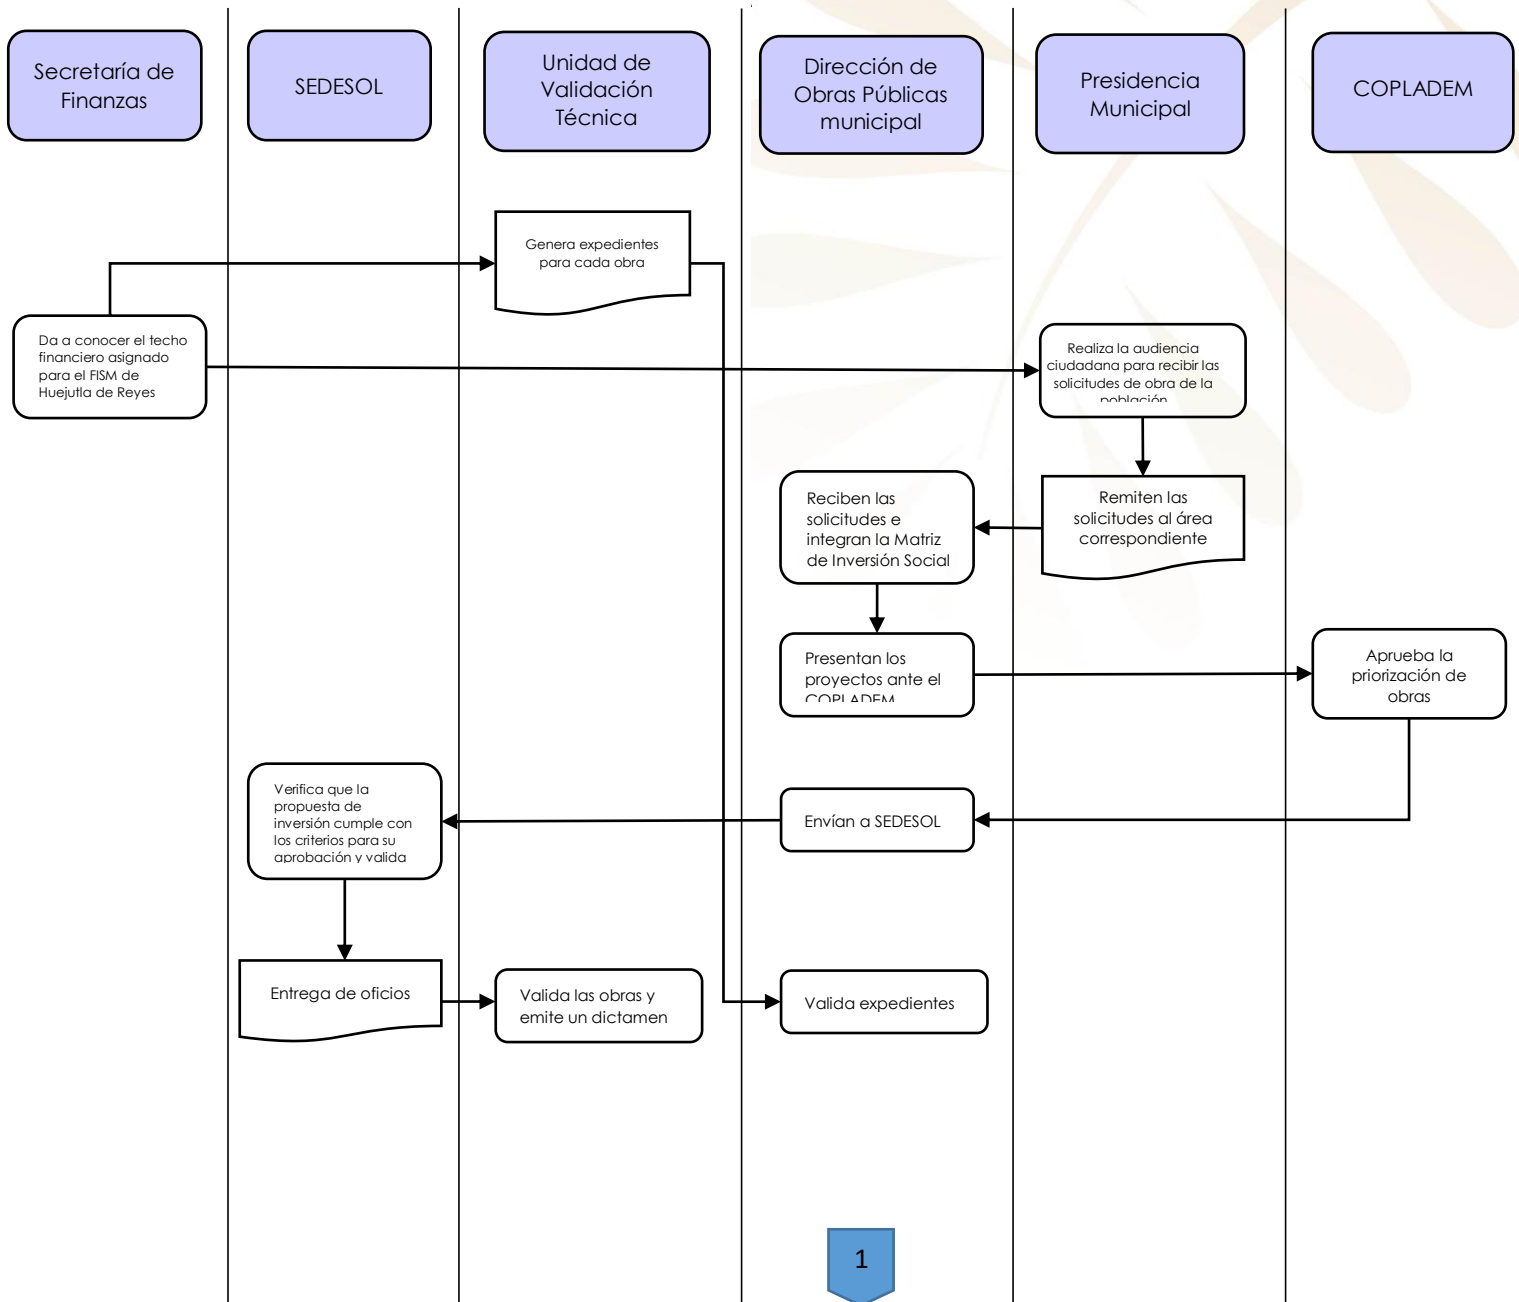 Secretaría de
Finanzas
SEDESOL
Unidad de
Validación
Técnica
Dirección de
Obras Públicas
municipal
Presidencia
Municipal
COPLADEM
Genera expedientes
para cada obra
Da a conocer el techo
financiero asignado
para el FISM de
Huejutla de Reyes
Realiza la audiencia
ciudadana para recibir las
solicitudes de obra de la
población
Reciben las
solicitudes e
integran la Matriz
de Inversión Social
Remiten las
solicitudes al área
correspondiente
Presentan los
proyectos ante el
COPLADEM
Aprueba la
priorización de
obras
Verifica que la
propuesta de
inversión cumple con
los criterios para su
aprobación y valida
Envían a SEDESOL
Entrega de oficios
Valida las obras y
emite un dictamen
Valida expedientes
1